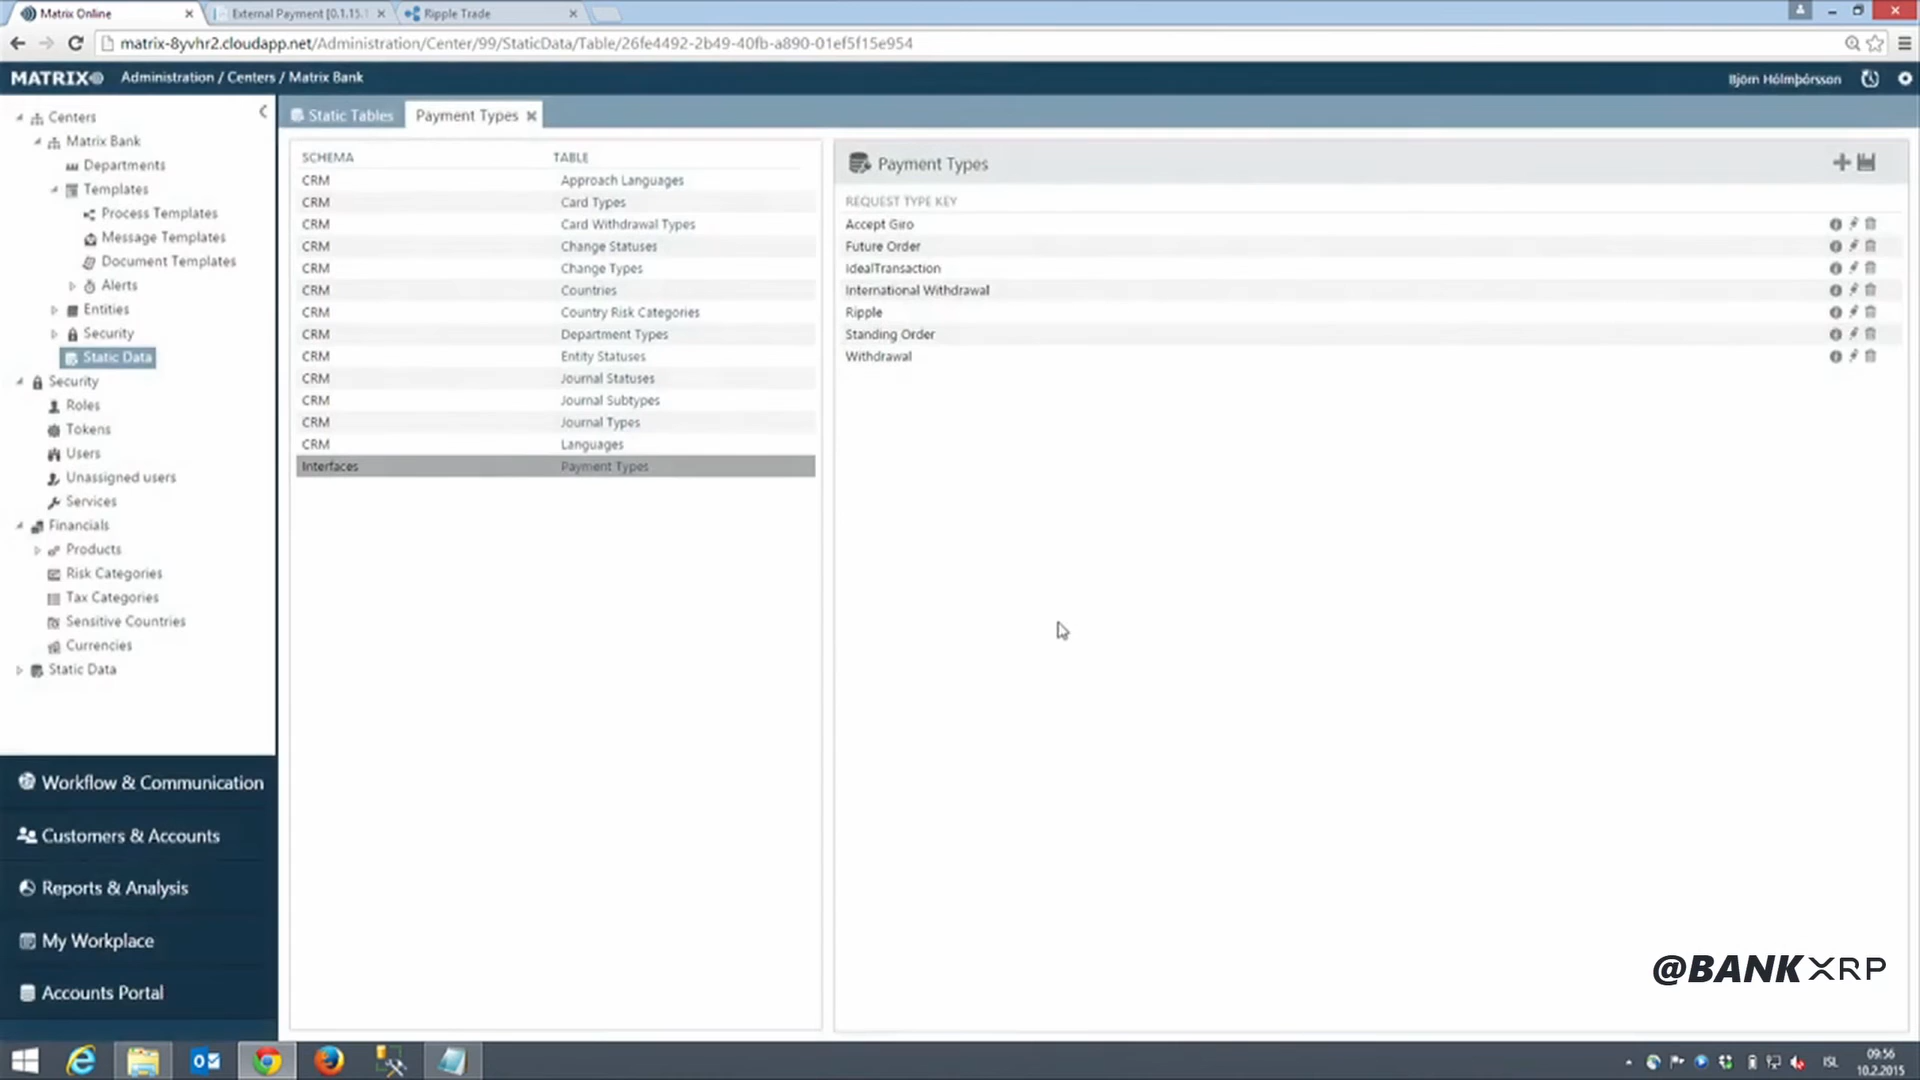 Matrix Online
External Payment [0.1.15.1
Ripple Trade
matrix-8yvhr2.cloudapp.net/Administration/Center/99/StaticData/Table/26fe4492-2b49-40fb-a890-01ef5f15e954
MATRIX
Administration / Centers / Matrix Bank
Björn Hólmþórsson
Centers
Matrix Bank
Departments
Templates
Process Templates
Message Templates
Document Templates
Alerts
Entities
Security
Static Data
Security
Roles
Tokens
Users
Unassigned users
Services
Financials
Products
Risk Categories
Tax Categories
Sensitive Countries
Currencies
Static Data
Workflow & Communication
Customers & Accounts
Reports & Analysis
My Workplace
Accounts Portal
Static Tables
Payment Types
SCHEMA TABLE
CRM Approach Languages
CRM Card Types
CRM Card Withdrawal Types
CRM Change Statuses
CRM Change Types
CRM Countries
CRM Country Risk Categories
CRM Department Types
CRM Entity Statuses
CRM Journal Statuses
CRM Journal Subtypes
CRM Journal Types
CRM Languages
Interfaces Payment Types
Payment Types
REQUEST TYPE KEY
Accept Giro
Future Order
IdealTransaction
International Withdrawal
Ripple
Standing Order
Withdrawal
@BANKXRP
ISL
09:56
10.2.2015